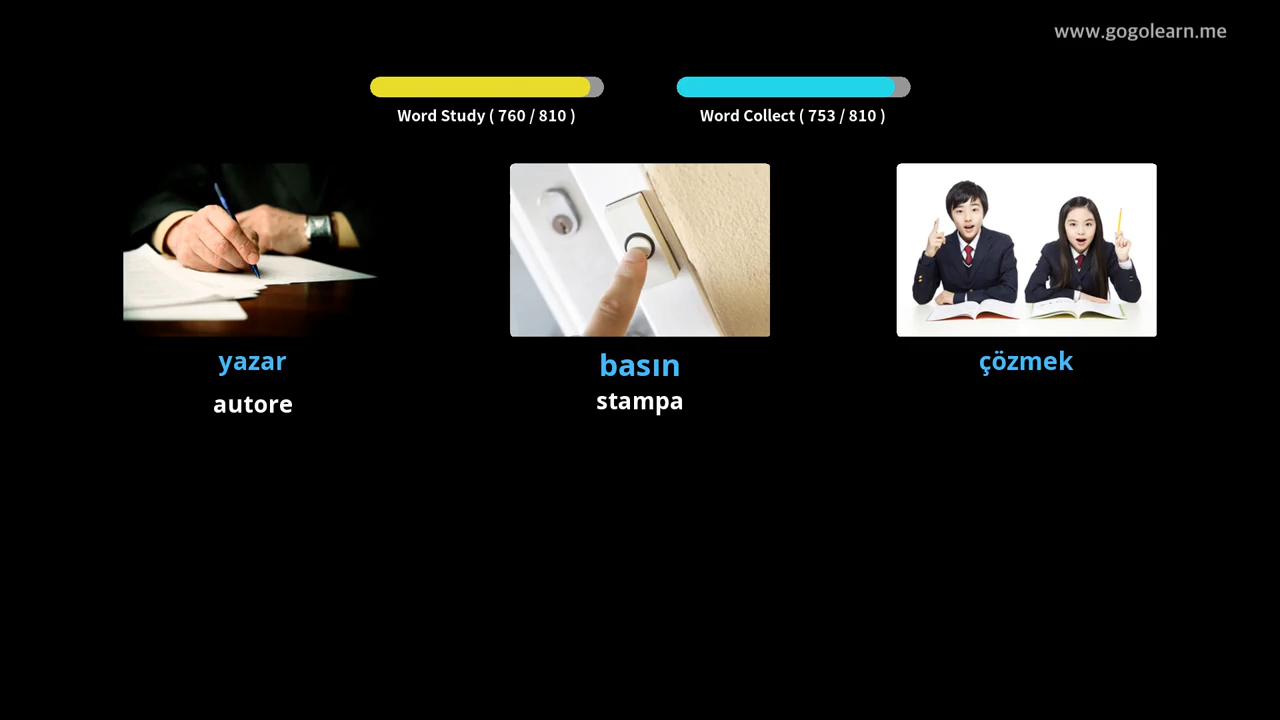 www.gogolearn.me
Word Study ( 760 / 810 )
Word Collect ( 753 / 810 )
yazar
basın
çözmek
autore
stampa